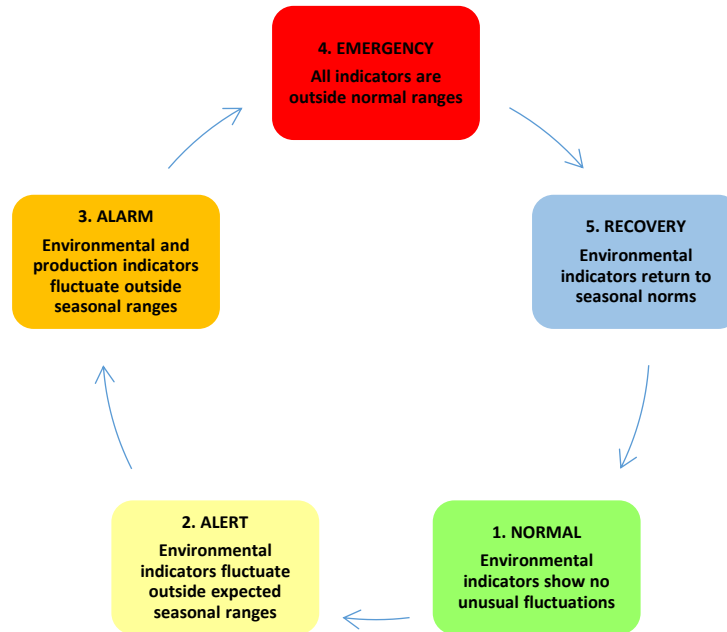 4. EMERGENCY
All indicators are
outside normal ranges
3. ALARM
Environmental and
production indicators
fluctuate outside
seasonal ranges
5. RECOVERY
Environmental
indicators return to
seasonal norms
2. ALERT
Environmental
indicators fluctuate
outside expected
seasonal ranges
1. NORMAL
Environmental
indicators show no
unusual fluctuations